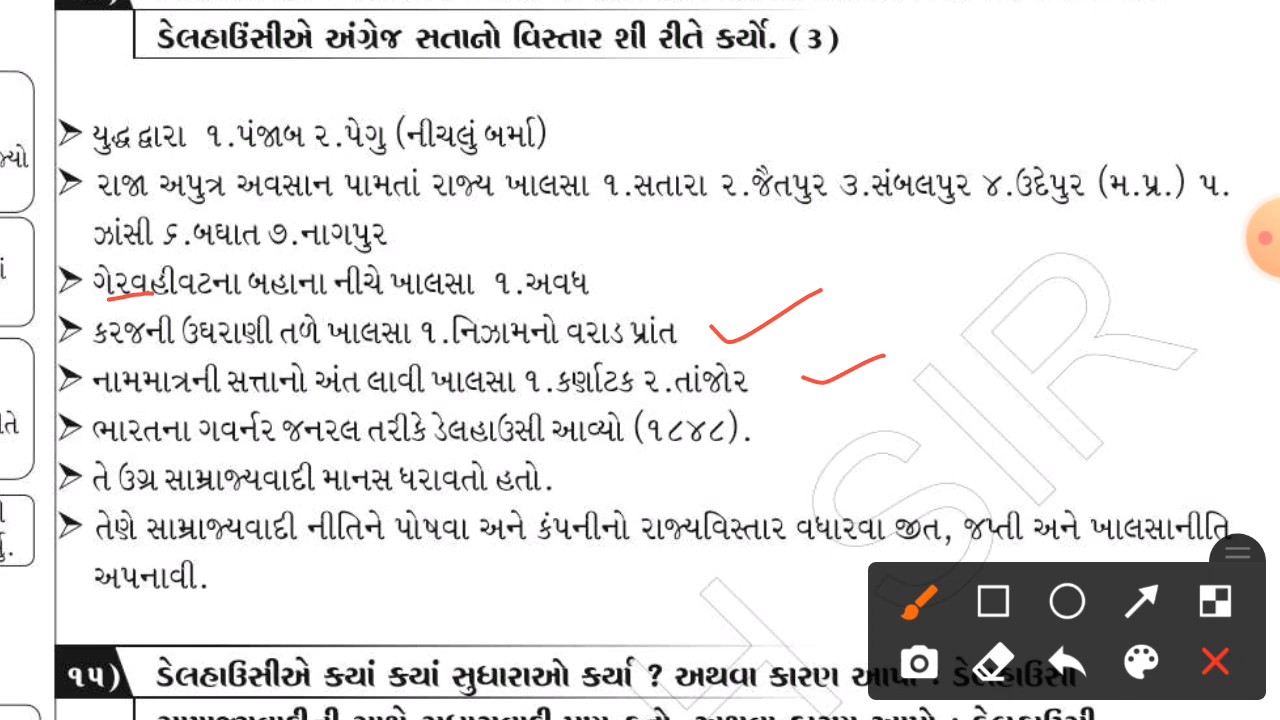 ડેલહાઉસીએ અંગ્રેજ સતાનો વિસ્તાર શી રીતે કર્યો. (૩)
જ્યો
➤ યુદ્ધ દ્વારા ૧.પંજાબ ૨.પેગુ (નીચલું બર્મા)
➤ રાજા અપુત્ર અવસાન પામતાં રાજ્ય ખાલસા ૧.સતારા ૨.જૈતપુર ૩.સંબલપુર ૪.ઉદેપુર (મ.પ્ર.) ૫.
ઝાંસી ૬.બઘાત ૭.નાગપુર
➤ ગેરવહીવટના બહાના નીચે ખાલસા ૧.અવધ
➤ કરજની ઉઘરાણી તળે ખાલસા ૧.નિઝામનો વરાડ પ્રાંત
➤ નામમાત્રની સત્તાનો અંત લાવી ખાલસા ૧.કર્ણાટક ૨.તાંજોર
➤ ભારતના ગવર્નર જનરલ તરીકે ડેલહાઉસી આવ્યો (૧૮૪૮).
➤ તે ઉગ્ર સામ્રાજ્યવાદી માનસ ધરાવતો હતો.
➤ તેણે સામ્રાજ્યવાદી નીતિને પોષવા અને કંપનીનો રાજ્યવિસ્તાર વધારવા જીત, જપ્તી અને ખાલસાનીતિ
અપનાવી.
૧૫) ડેલહાઉસીએ કયાં કયાં સુધારાઓ કર્યા ? અથવા કારણ આપો : ડેલહાઉસી
H SIR